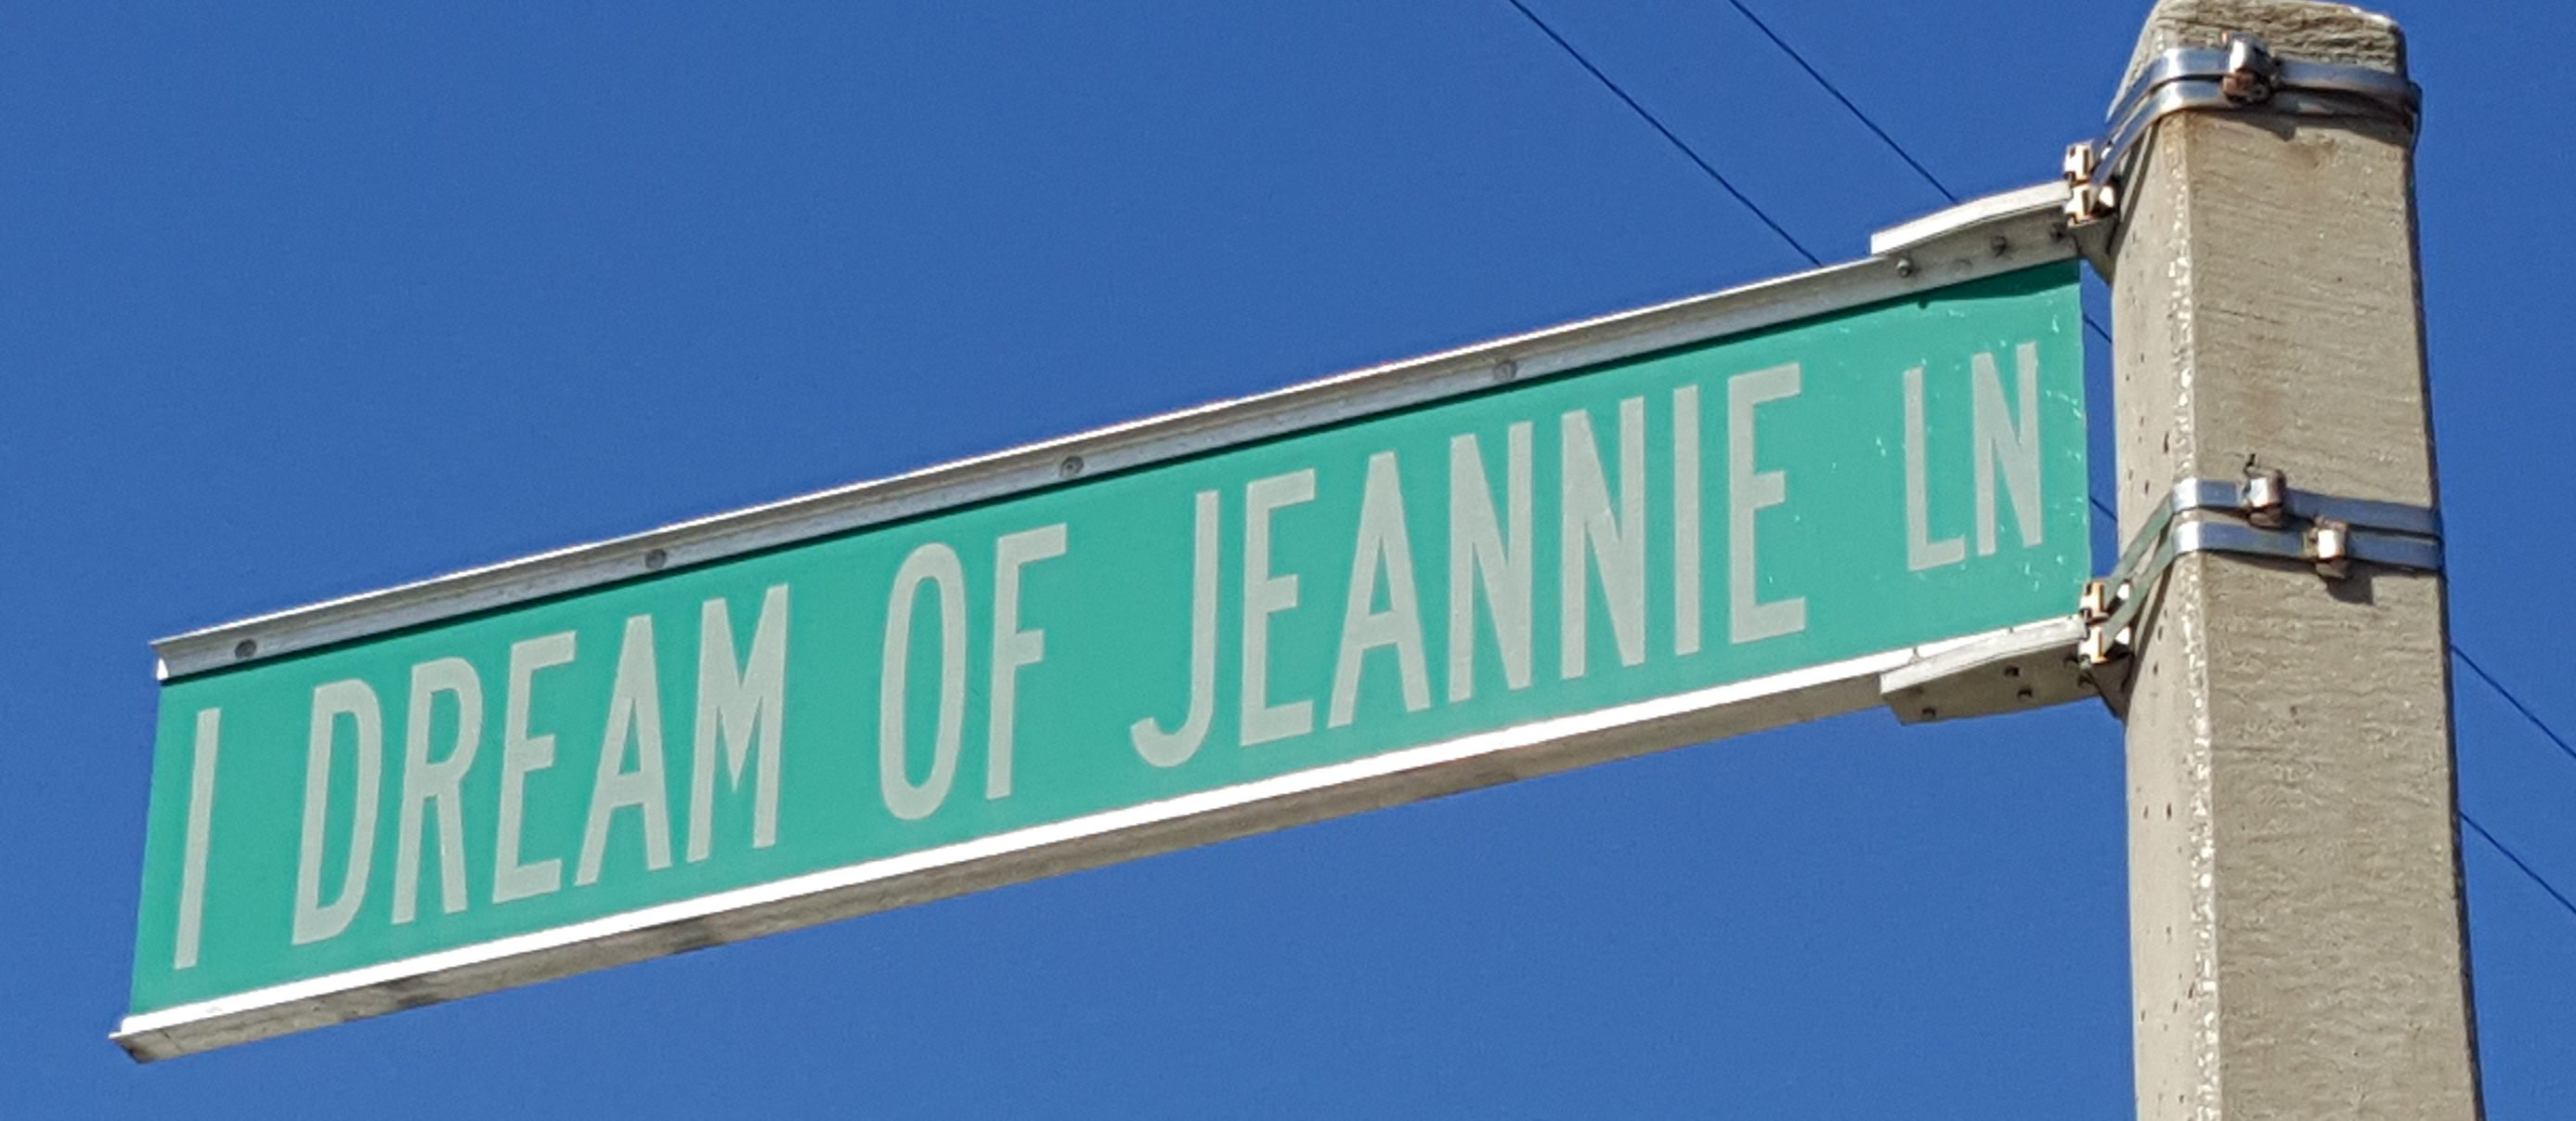 I DREAM OF JEANNIE LN